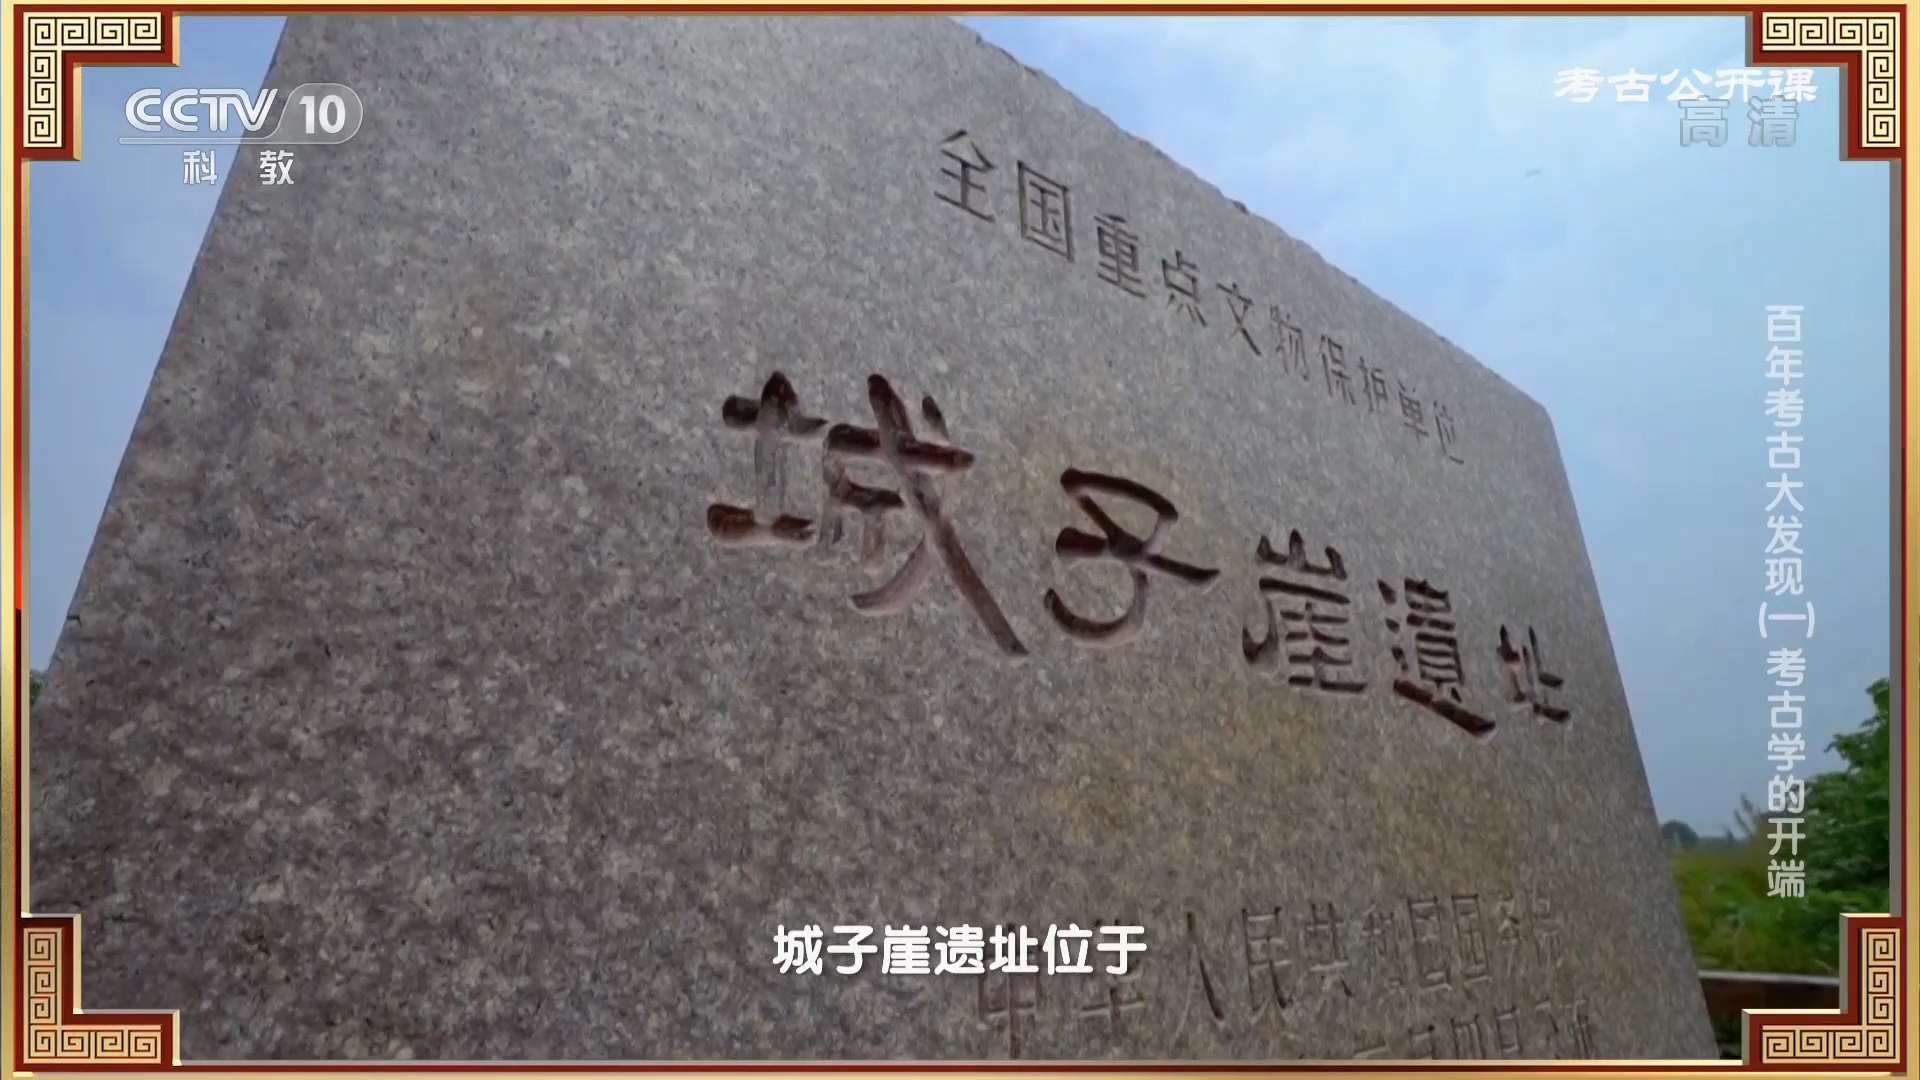 CCTV 10
科教
考古公开课
高清
全国重点文物保护单位
城子崖遗址
百年考古大发现(一) 考古学的开端
中华人民共和国国务院
城子崖遗址位于